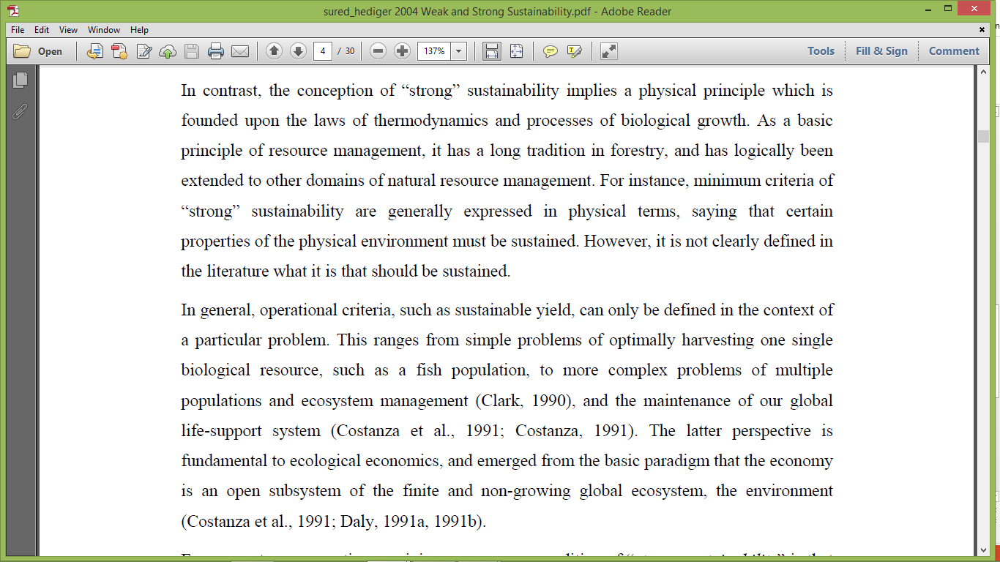 sured_hediger 2004 Weak and Strong Sustainability.pdf - Adobe Reader
File Edit View Window Help
Open 4 / 30 137% Tools Fill & Sign Comment
In contrast, the conception of “strong” sustainability implies a physical principle which is
founded upon the laws of thermodynamics and processes of biological growth. As a basic
principle of resource management, it has a long tradition in forestry, and has logically been
extended to other domains of natural resource management. For instance, minimum criteria of
“strong” sustainability are generally expressed in physical terms, saying that certain
properties of the physical environment must be sustained. However, it is not clearly defined in
the literature what it is that should be sustained.
In general, operational criteria, such as sustainable yield, can only be defined in the context of
a particular problem. This ranges from simple problems of optimally harvesting one single
biological resource, such as a fish population, to more complex problems of multiple
populations and ecosystem management (Clark, 1990), and the maintenance of our global
life-support system (Costanza et al., 1991; Costanza, 1991). The latter perspective is
fundamental to ecological economics, and emerged from the basic paradigm that the economy
is an open subsystem of the finite and non-growing global ecosystem, the environment
(Costanza et al., 1991; Daly, 1991a, 1991b).